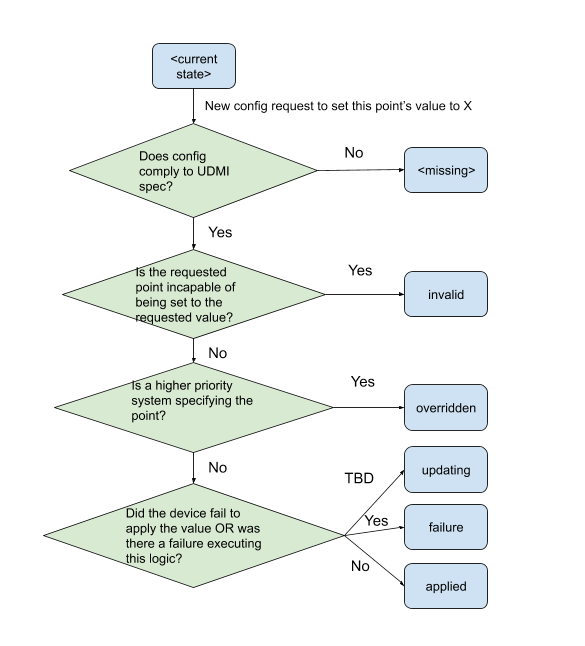 <current
state>
New config request to set this point's value to X
Does config
comply to UDMI
spec?
No
<missing>
Yes
Is the requested
point incapable of
being set to the
requested value?
Yes
invalid
No
Is a higher priority
system specifying the
point?
Yes
overridden
No
TBD
updating
Did the device fail to
apply the value OR was
there a failure executing
this logic?
Yes
failure
No
applied